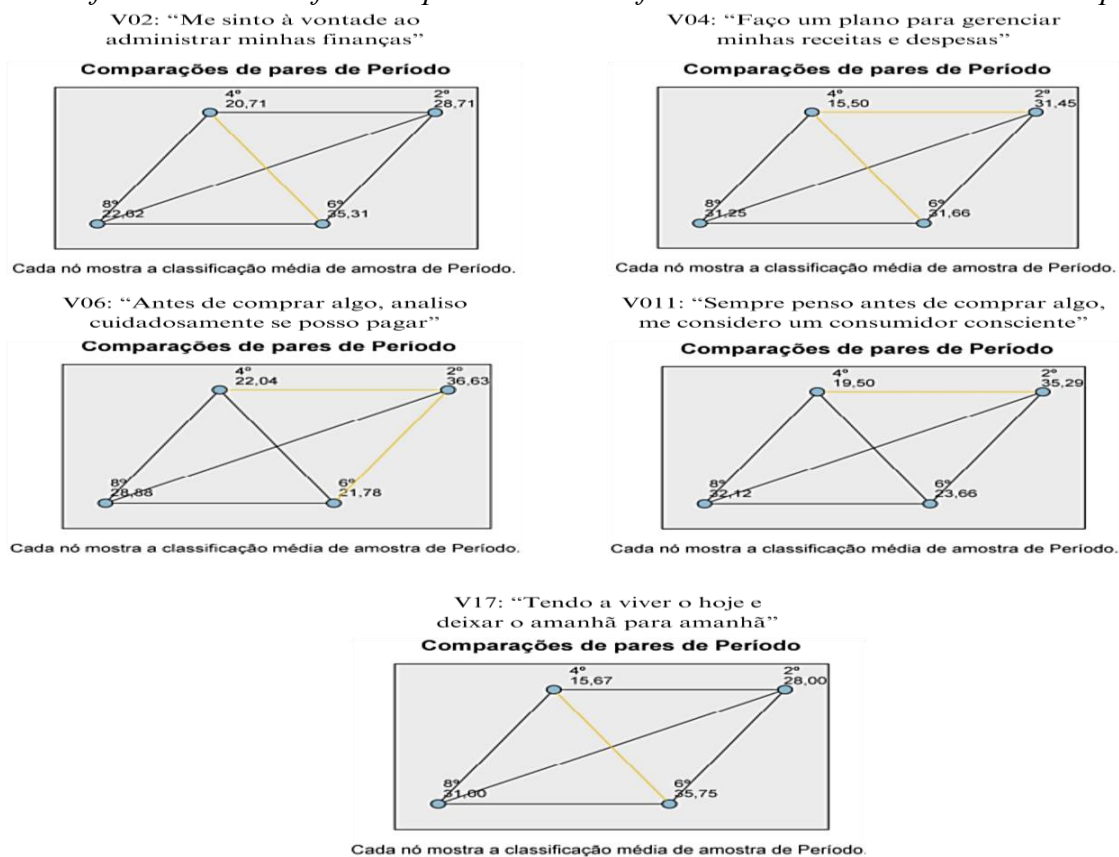 V02: “Me sinto à vontade ao
administrar minhas finanças”
Comparações de pares de Período
4º
20,71
2º
28,71
8º
22,62
6º
35,31
Cada nó mostra a classificação média de amostra de Período.
V04: “Faço um plano para gerenciar
minhas receitas e despesas”
Comparações de pares de Período
4º
15,50
2º
31,45
8º
31,25
6º
31,66
Cada nó mostra a classificação média de amostra de Período.
V06: “Antes de comprar algo, analiso
cuidadosamente se posso pagar”
Comparações de pares de Período
4º
22,04
2º
36,63
8º
28,88
6º
21,78
Cada nó mostra a classificação média de amostra de Período.
V011: “Sempre penso antes de comprar algo,
me considero um consumidor consciente”
Comparações de pares de Período
4º
19,50
2º
35,29
8º
32,12
6º
23,66
Cada nó mostra a classificação média de amostra de Período.
V17: “Tendo a viver o hoje e
deixar o amanhã para amanhã”
Comparações de pares de Período
4º
15,67
2º
28,00
8º
31,00
6º
35,75
Cada nó mostra a classificação média de amostra de Período.